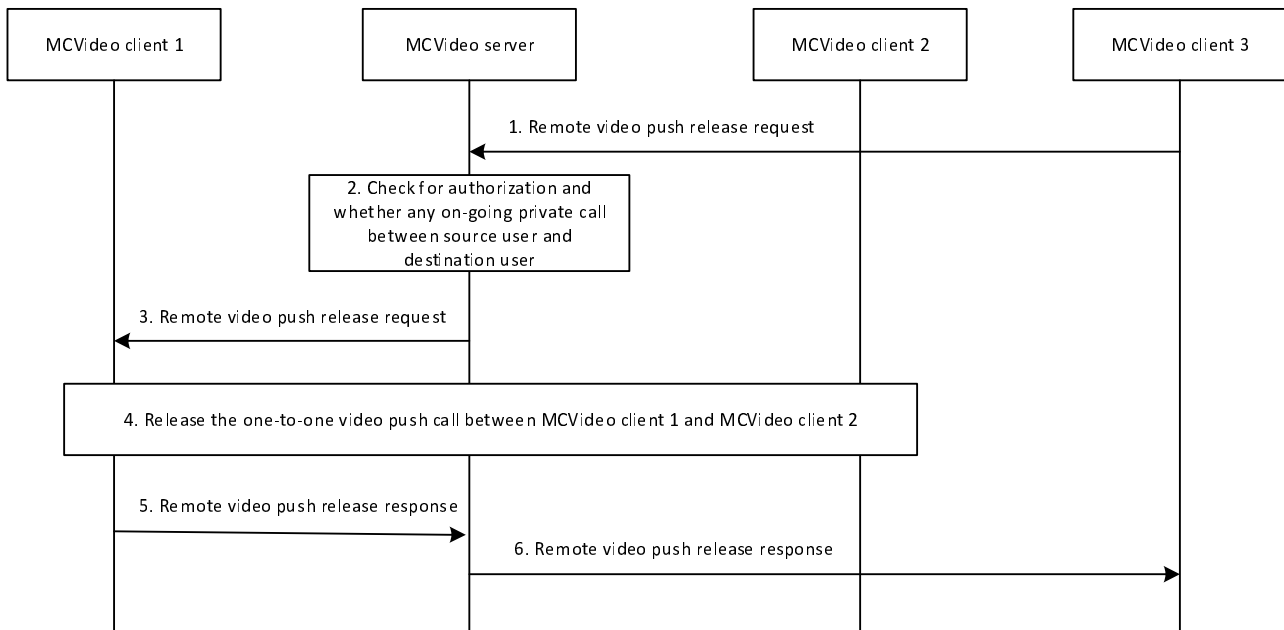 MCVideo client 1
MCVideo server
MCVideo client 2
MCVideo client 3
1. Remote video push release request
2. Check for authorization and
whether any on-going private call
between source user and
destination user
3. Remote video push release request
4. Release the one-to-one video push call between MCVideo client 1 and MCVideo client 2
5. Remote video push release response
6. Remote video push release response